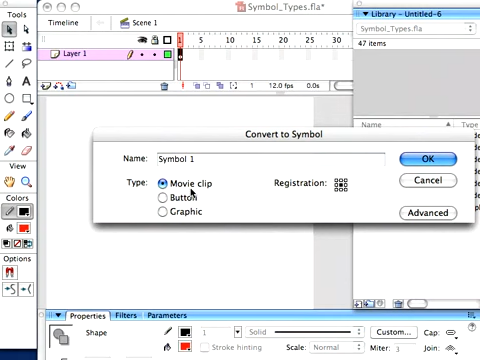 Tools
View
Colors
Options
Symbol_Types.fla*
Timeline
Scene 1
1 5 10 15 20 25 30
Layer 1
1 12.0 fps 0.0s
Library - Untitled-6
Symbol_Types.fla
47 items
Name
Convert to Symbol
Name: Symbol 1
OK
Type: Movie clip
Registration:
Cancel
Button
Graphic
Advanced
Properties Filters Parameters
Shape
1 Solid Custom... Cap:
Stroke hinting Scale: Normal Miter: 3 Join: